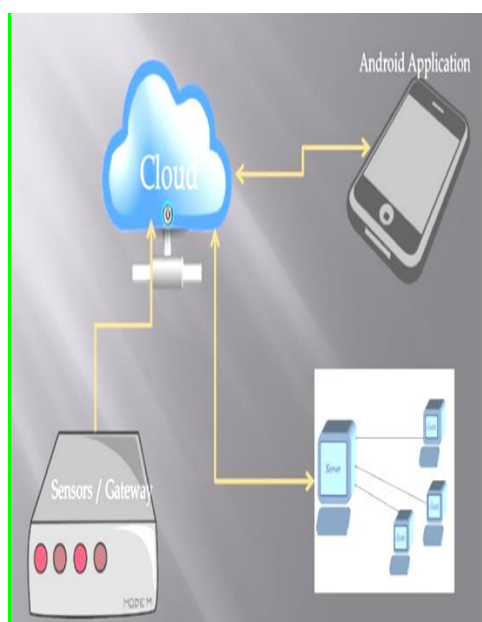 Android Application
Cloud
Server
Sensors / Gateway
MODEM